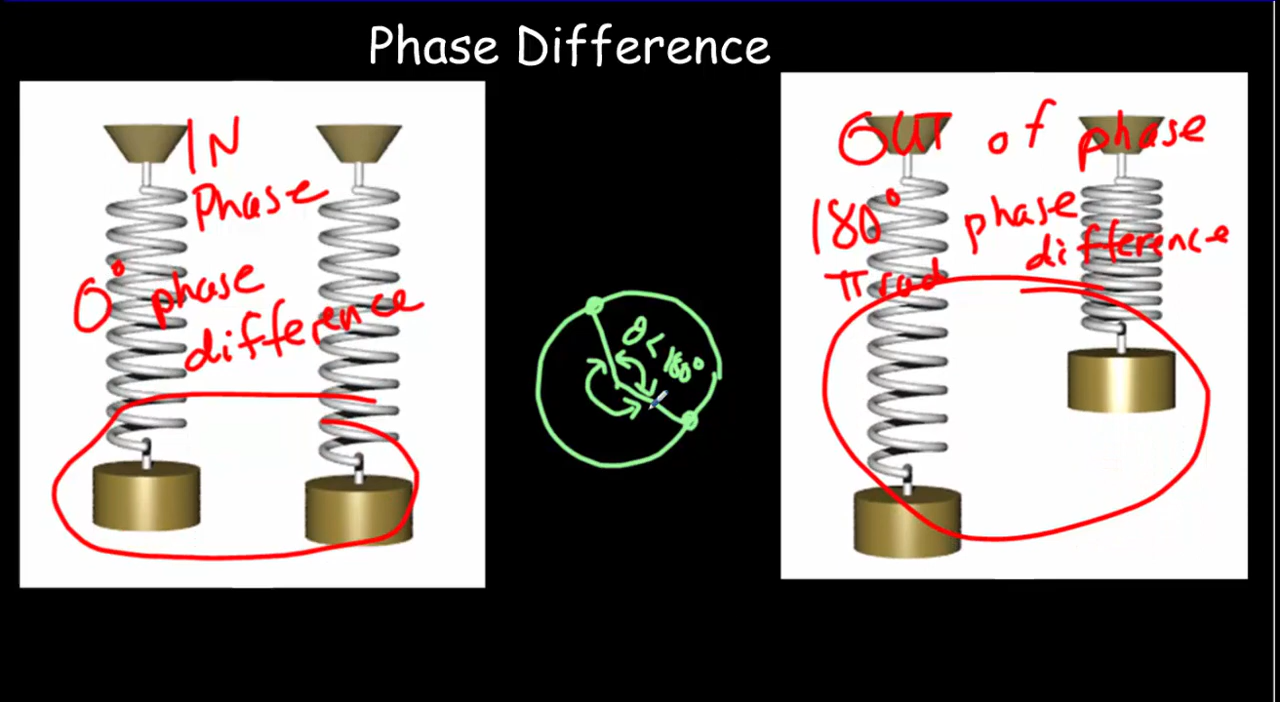 Phase Difference
IN
Phase
0° phase
difference
θ <
180°
OUT of phase
180° phase
difference
π rad